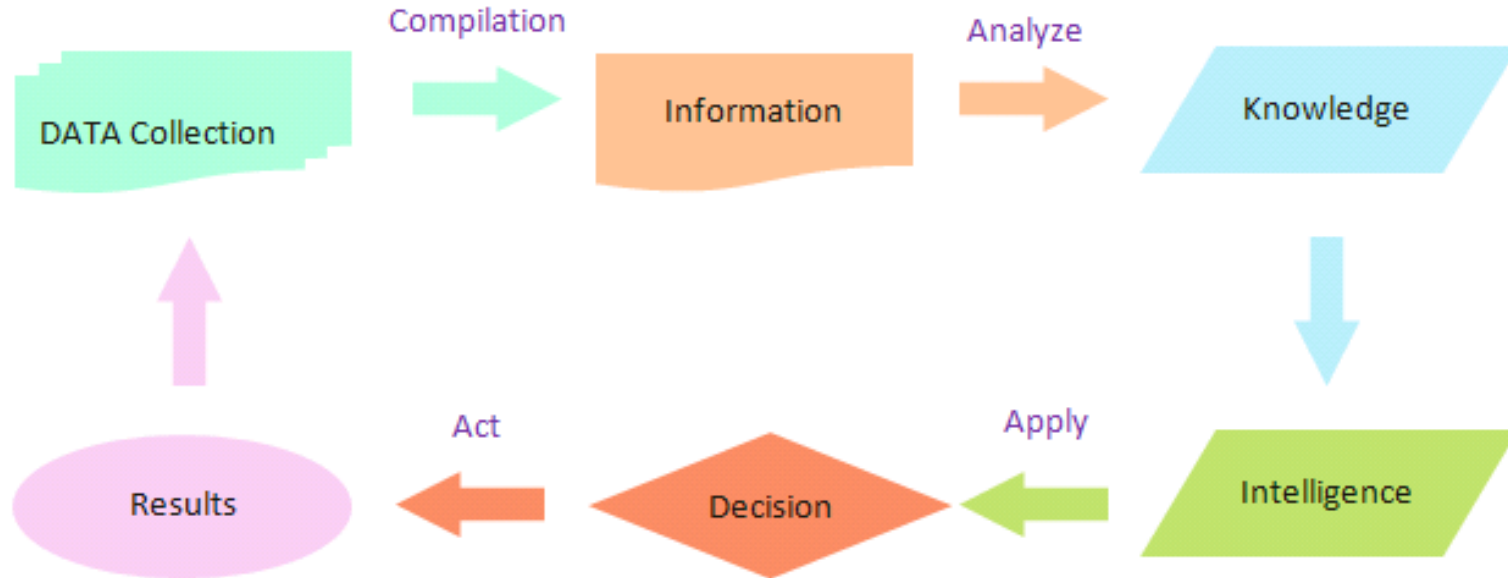 Compilation
Analyze
DATA Collection
Information
Knowledge
Act
Apply
Results
Decision
Intelligence